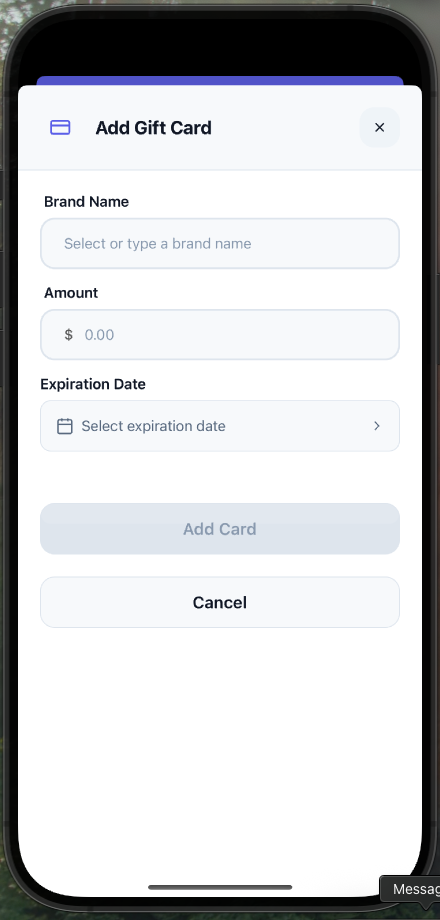 Add Gift Card
Brand Name
Select or type a brand name
Amount
$ 0.00
Expiration Date
Select expiration date
Add Card
Cancel